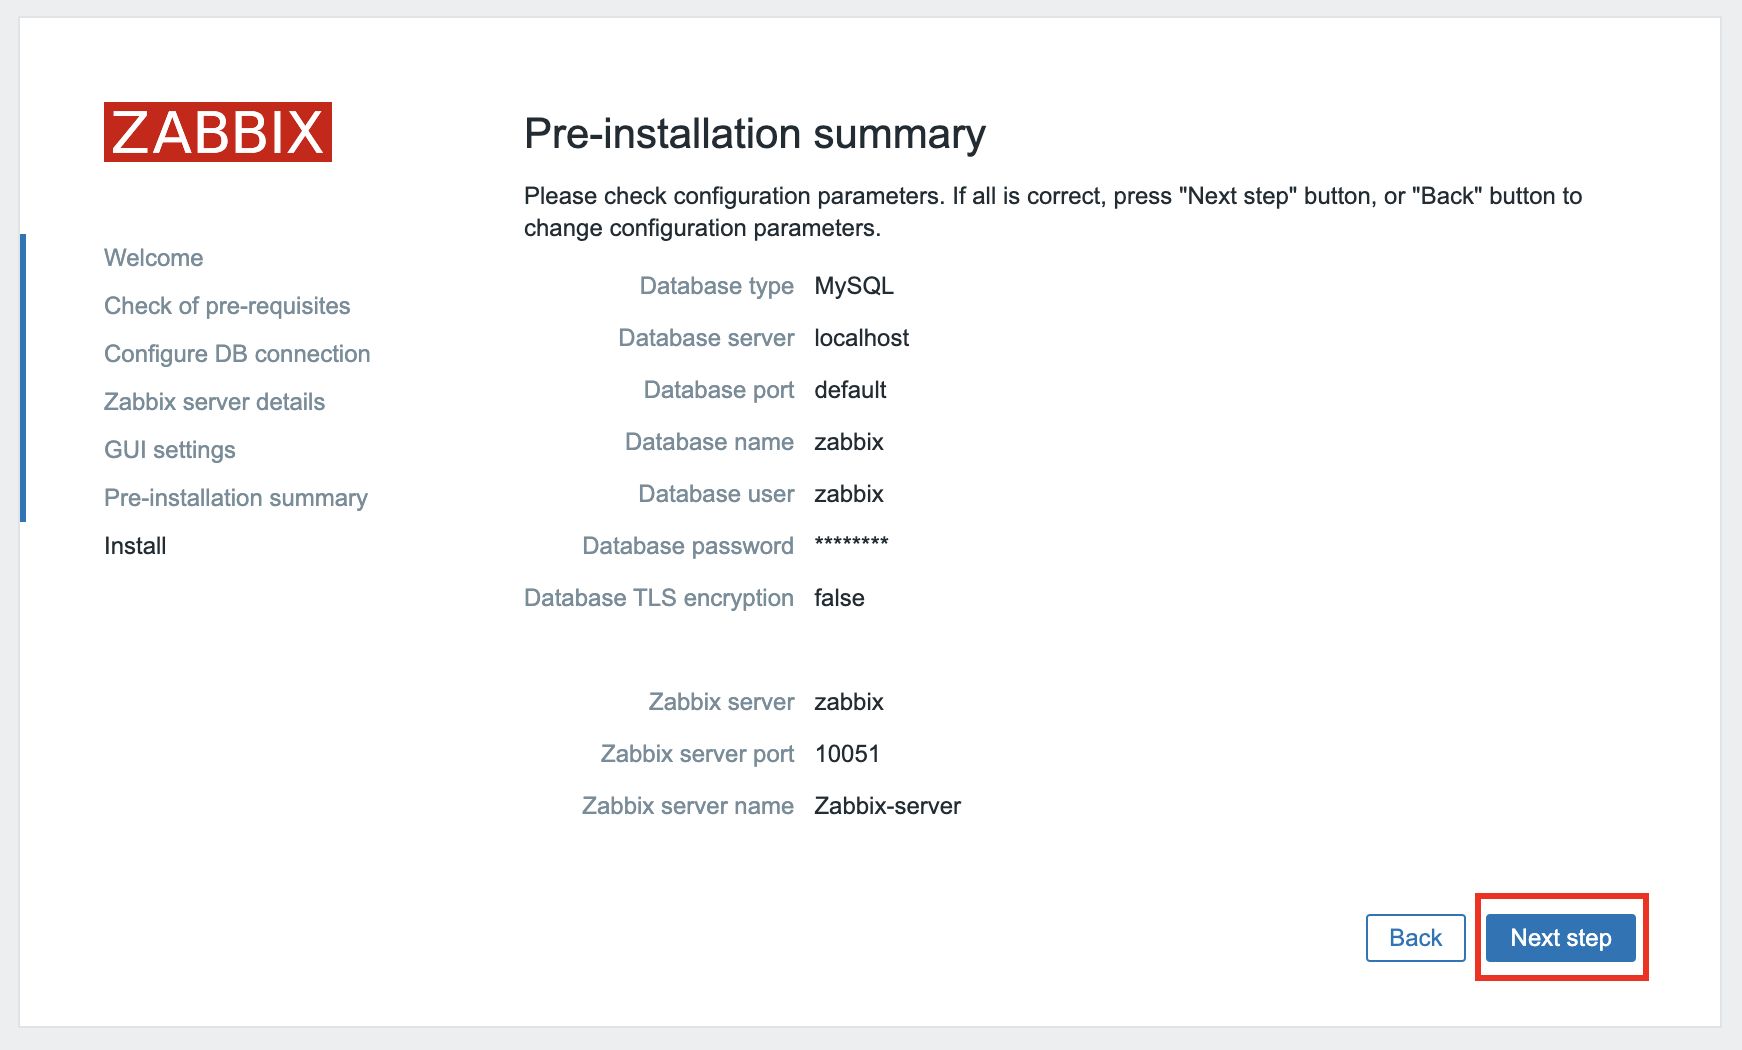 ZABBIX
Welcome
Check of pre-requisites
Configure DB connection
Zabbix server details
GUI settings
Pre-installation summary
Install
Pre-installation summary
Please check configuration parameters. If all is correct, press "Next step" button, or "Back" button to
change configuration parameters.
Database type MySQL
Database server localhost
Database port default
Database name zabbix
Database user zabbix
Database password ********
Database TLS encryption false
Zabbix server zabbix
Zabbix server port 10051
Zabbix server name Zabbix-server
Back Next step